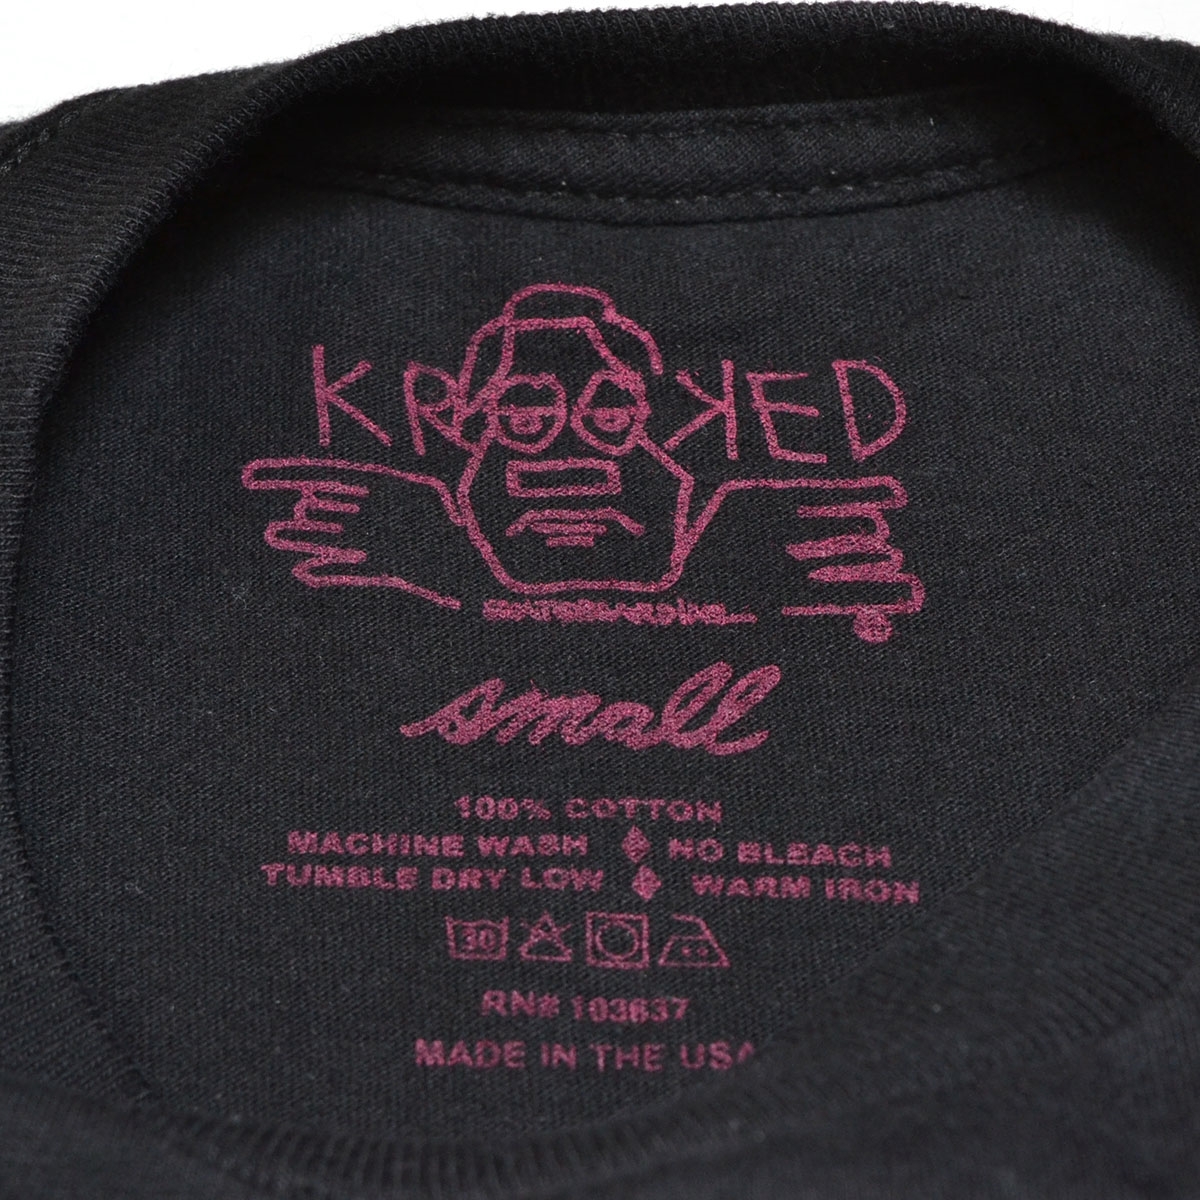 KROOKED
SKATEBOARDING
small
100% COTTON
MACHINE WASH NO BLEACH
TUMBLE DRY LOW WARM IRON
30
RN# 103637
MADE IN THE USA